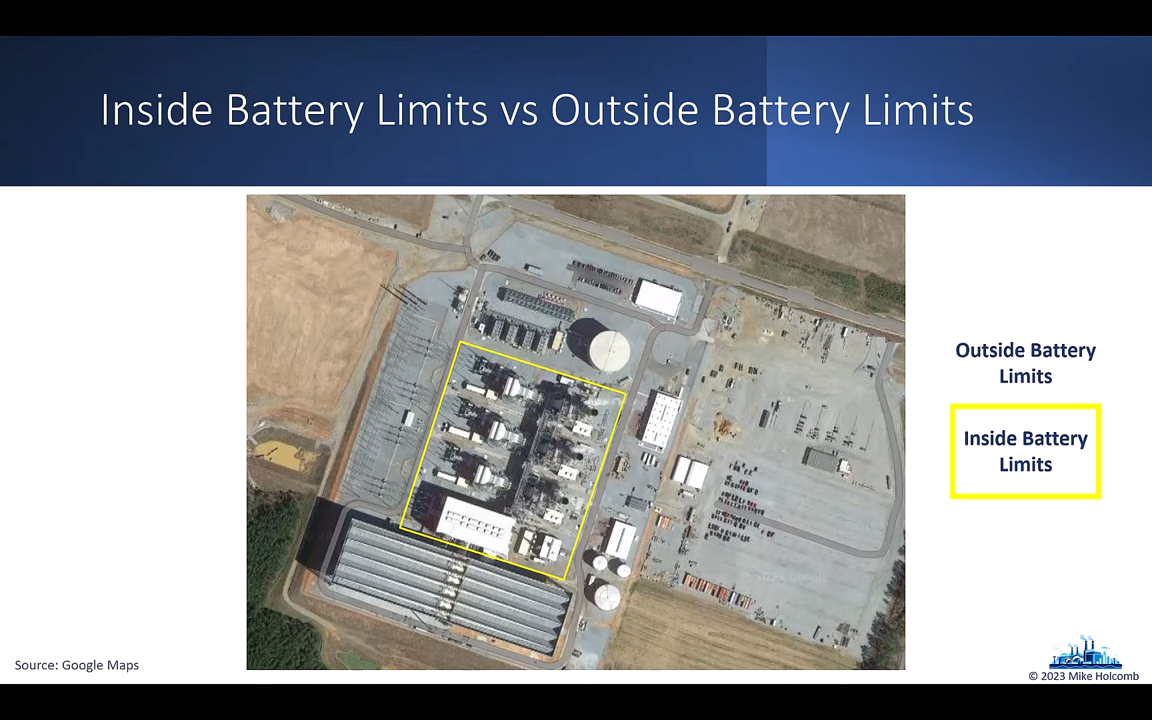 Inside Battery Limits vs Outside Battery Limits
Outside Battery
Limits
Inside Battery
Limits
Source: Google Maps
© 2023 Mike Holcomb